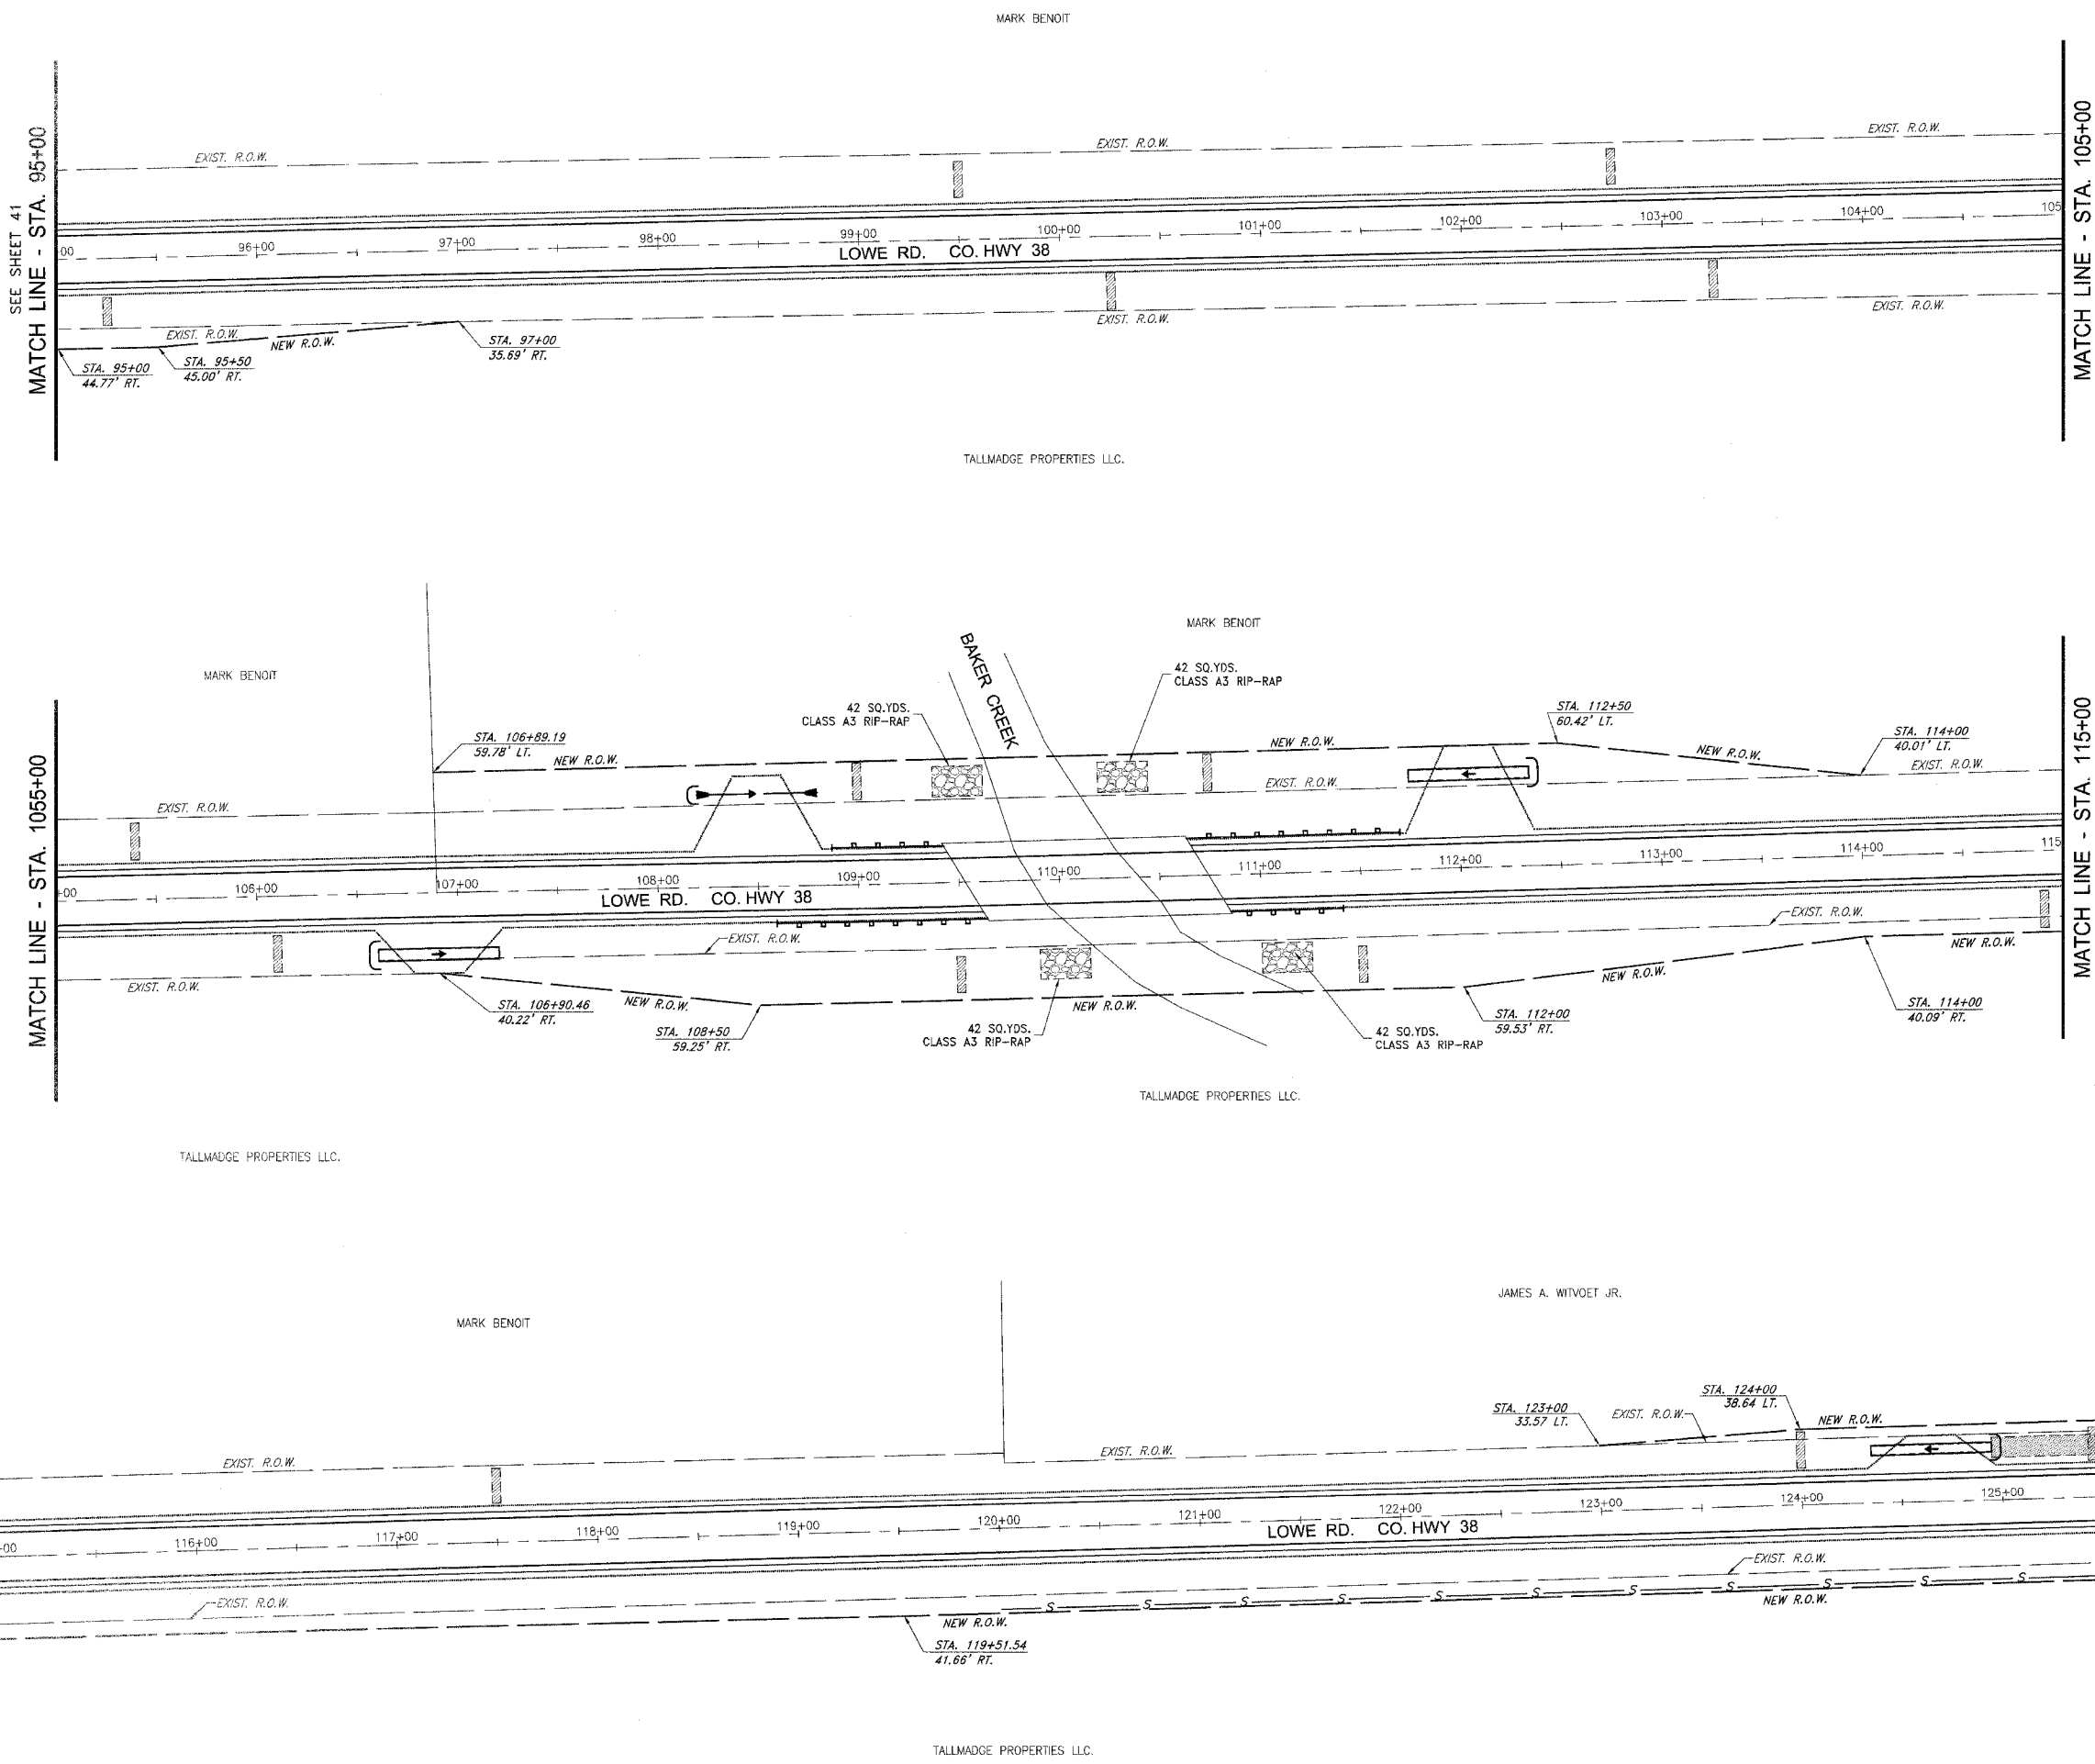 MARK BENOIT
SEE SHEET 41
MATCH LINE - STA. 95+00
MATCH LINE - STA. 105+00
EXIST. R.O.W.
EXIST. R.O.W.
EXIST. R.O.W.
00
96+00
97+00
98+00
99+00
100+00
101+00
102+00
103+00
104+00
105
LOWE RD. CO. HWY 38
EXIST. R.O.W.
NEW R.O.W.
EXIST. R.O.W.
EXIST. R.O.W.
STA. 95+00
44.77' RT.
STA. 95+50
45.00' RT.
STA. 97+00
35.69' RT.
TALLMADGE PROPERTIES LLC.
MARK BENOIT
MARK BENOIT
BAKER CREEK
MATCH LINE - STA. 1055+00
MATCH LINE - STA. 115+00
42 SQ.YDS.
CLASS A3 RIP-RAP
42 SQ.YDS.
CLASS A3 RIP-RAP
STA. 106+89.19
59.78' LT.
STA. 112+50
60.42' LT.
STA. 114+00
40.01' LT.
NEW R.O.W.
NEW R.O.W.
NEW R.O.W.
EXIST. R.O.W.
EXIST. R.O.W.
EXIST. R.O.W.
+00
106+00
107+00
108+00
109+00
110+00
111+00
112+00
113+00
114+00
115
LOWE RD. CO. HWY 38
EXIST. R.O.W.
EXIST. R.O.W.
EXIST. R.O.W.
NEW R.O.W.
NEW R.O.W.
NEW R.O.W.
NEW R.O.W.
STA. 106+90.46
40.22' RT.
STA. 108+50
59.25' RT.
42 SQ.YDS.
CLASS A3 RIP-RAP
42 SQ.YDS.
CLASS A3 RIP-RAP
STA. 112+00
59.53' RT.
STA. 114+00
40.09' RT.
TALLMADGE PROPERTIES LLC.
TALLMADGE PROPERTIES LLC.
MARK BENOIT
JAMES A. WITVOET JR.
STA. 123+00
33.57 LT.
EXIST. R.O.W.
STA. 124+00
38.64 LT.
NEW R.O.W.
EXIST. R.O.W.
EXIST. R.O.W.
-00
116+00
117+00
118+00
119+00
120+00
121+00
122+00
123+00
124+00
125+00
LOWE RD. CO. HWY 38
EXIST. R.O.W.
EXIST. R.O.W.
S S S S S S S S S S S
NEW R.O.W.
NEW R.O.W.
STA. 119+51.54
41.66' RT.
TALLMADGE PROPERTIES LLC.